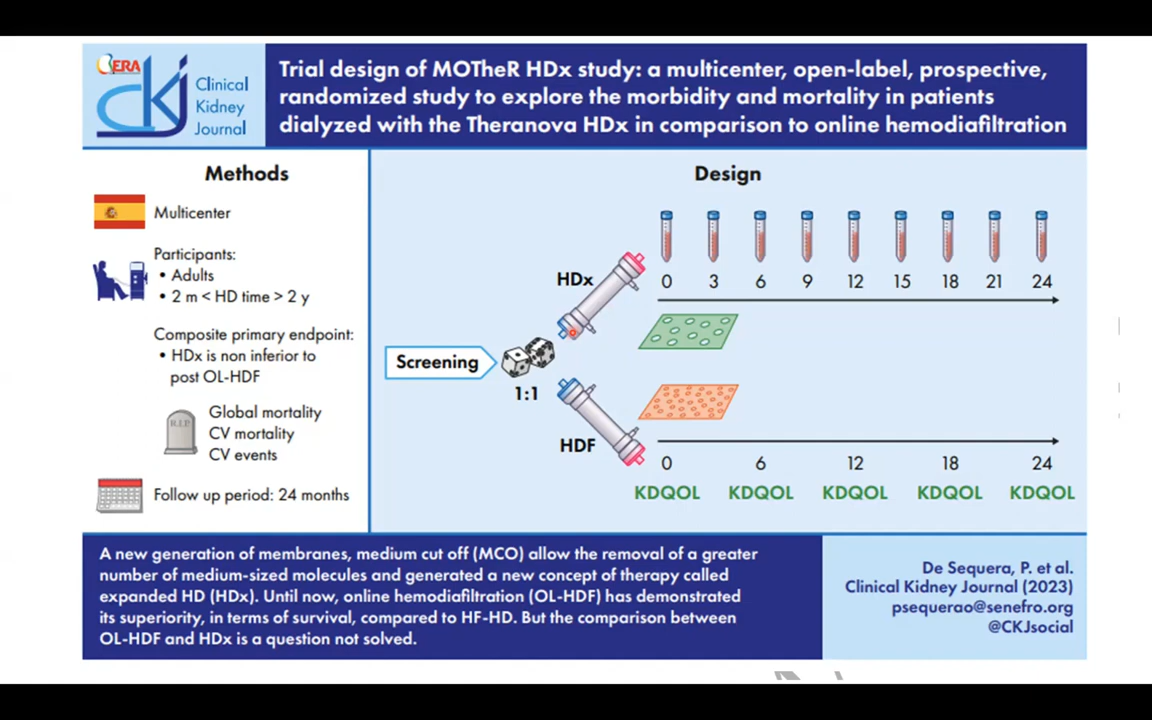 ERA
CKJ
Clinical
Kidney
Journal
Trial design of MOTheR HDx study: a multicenter, open-label, prospective,
randomized study to explore the morbidity and mortality in patients
dialyzed with the Theranova HDx in comparison to online hemodiafiltration
Methods
Multicenter
Participants:
• Adults
• 2 m < HD time > 2 y
Composite primary endpoint:
• HDx is non inferior to
post OL-HDF
R.I.P.
Global mortality
CV mortality
CV events
Follow up period: 24 months
Design
HDx
0 3 6 9 12 15 18 21 24
Screening
1:1
HDF
0 6 12 18 24
KDQOL KDQOL KDQOL KDQOL KDQOL
A new generation of membranes, medium cut off (MCO) allow the removal of a greater
number of medium-sized molecules and generated a new concept of therapy called
expanded HD (HDx). Until now, online hemodiafiltration (OL-HDF) has demonstrated
its superiority, in terms of survival, compared to HF-HD. But the comparison between
OL-HDF and HDx is a question not solved.
De Sequera, P. et al.
Clinical Kidney Journal (2023)
psequerao@senefro.org
@CKJsocial